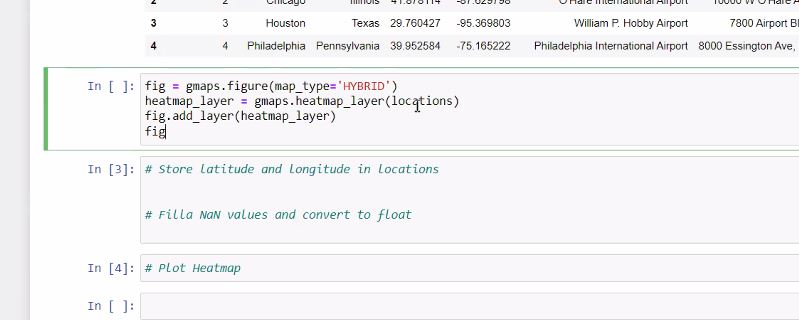 2 2 Chicago Illinois 41.878114 -87.629798 O'Hare International Airport 10000 W O'Hare A
3 3 Houston Texas 29.760427 -95.369803 William P. Hobby Airport 7800 Airport Bl
4 4 Philadelphia Pennsylvania 39.952584 -75.165222 Philadelphia International Airport 8000 Essington Ave,
In [ ]: fig = gmaps.figure(map_type='HYBRID')
heatmap_layer = gmaps.heatmap_layer(locations)
fig.add_layer(heatmap_layer)
fig
In [3]: # Store latitude and longitude in locations
# Filla NaN values and convert to float
In [4]: # Plot Heatmap
In [ ]: